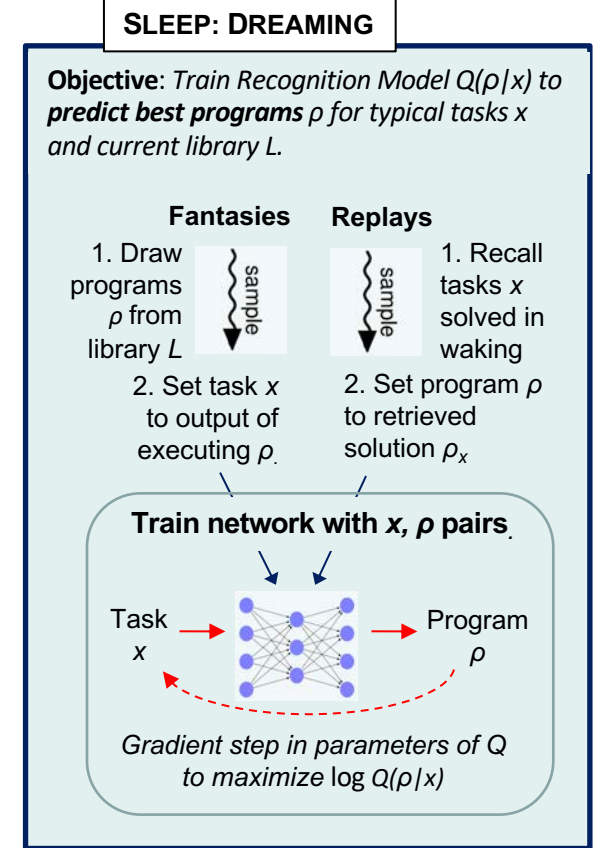 SLEEP: DREAMING
Objective: Train Recognition Model Q(ρ|x) to
predict best programs ρ for typical tasks x
and current library L.
Fantasies
1. Draw
programs
ρ from
library L
sample
2. Set task x
to output of
executing ρ.
Replays
sample
1. Recall
tasks x
solved in
waking
2. Set program ρ
to retrieved
solution ρₓ
Train network with x, ρ pairs.
Task
x
Program
ρ
Gradient step in parameters of Q
to maximize log Q(ρ|x)